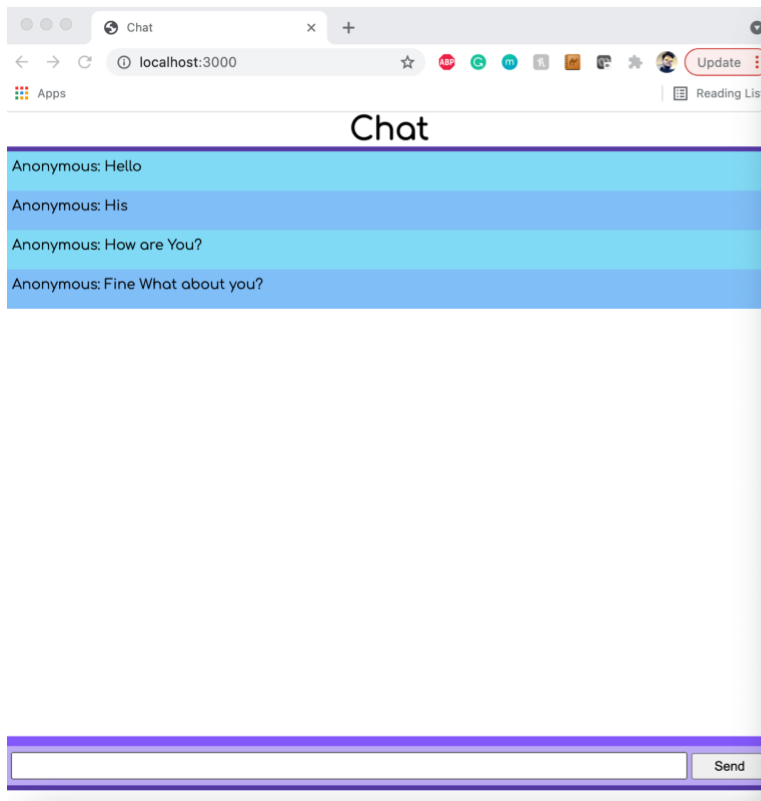 Chat
localhost:3000
ABP
G
m
Update
Apps
Reading Lis
Chat
Anonymous: Hello
Anonymous: His
Anonymous: How are You?
Anonymous: Fine What about you?
Send